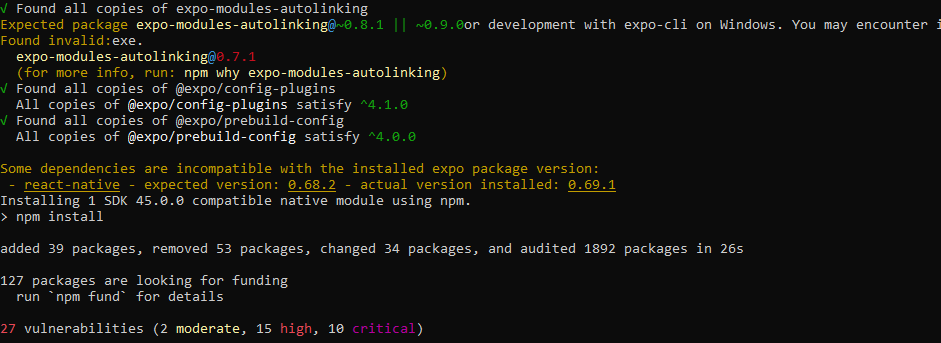 √ Found all copies of expo-modules-autolinking
Expected package expo-modules-autolinking@~0.8.1 || ~0.9.0or development with expo-cli on Windows. You may encounter i
Found invalid:exe.
expo-modules-autolinking@0.7.1
(for more info, run: npm why expo-modules-autolinking)
√ Found all copies of @expo/config-plugins
All copies of @expo/config-plugins satisfy ^4.1.0
√ Found all copies of @expo/prebuild-config
All copies of @expo/prebuild-config satisfy ^4.0.0
Some dependencies are incompatible with the installed expo package version:
- react-native - expected version: 0.68.2 - actual version installed: 0.69.1
Installing 1 SDK 45.0.0 compatible native module using npm.
> npm install
added 39 packages, removed 53 packages, changed 34 packages, and audited 1892 packages in 26s
127 packages are looking for funding
run `npm fund` for details
27 vulnerabilities (2 moderate, 15 high, 10 critical)